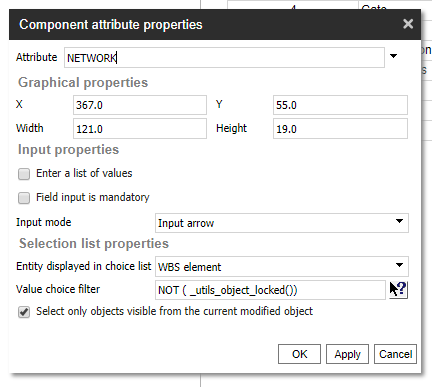 4 Gate
Component attribute properties
Attribute NETWORK
on
Graphical properties
s
X 367.0 Y 55.0
Width 121.0 Height 19.0
Input properties
Enter a list of values
Field input is mandatory
Input mode Input arrow
Selection list properties
Entity displayed in choice list WBS element
Value choice filter NOT ( _utils_object_locked()) ?
Select only objects visible from the current modified object
OK Apply Cancel